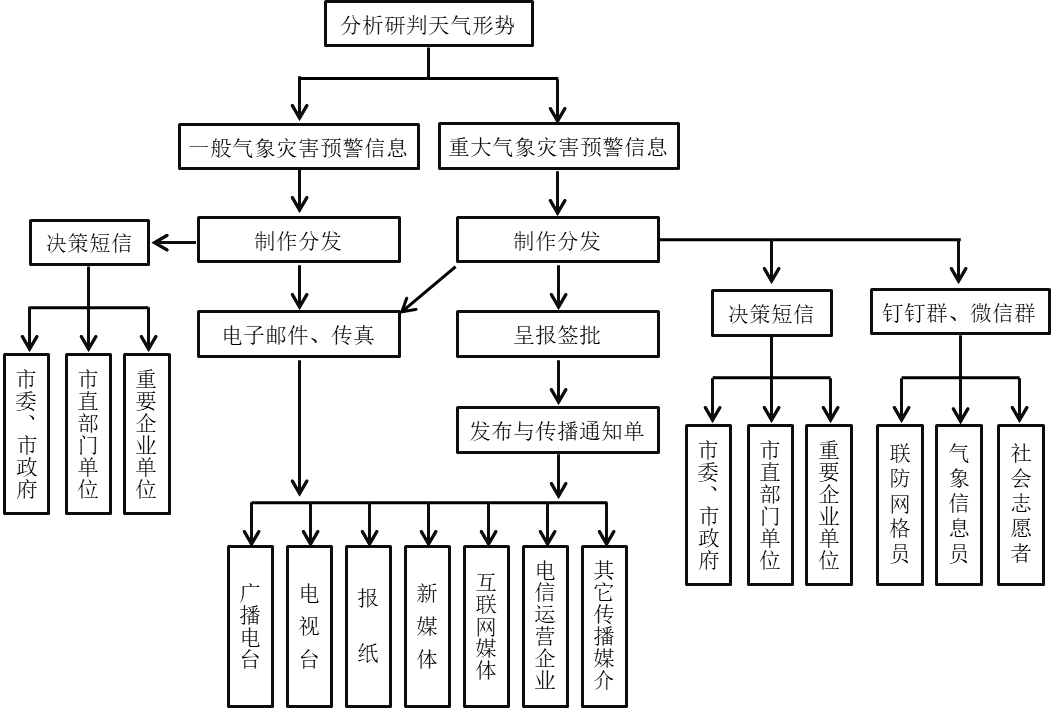 分析研判天气形势
一般气象灾害预警信息
重大气象灾害预警信息
决策短信
制作分发
制作分发
决策短信
钉钉群、微信群
电子邮件、传真
呈报签批
市委、市政府
市直部门单位
重要企业单位
发布与传播通知单
市委、市政府
市直部门单位
重要企业单位
联防网格员
气象信息员
社会志愿者
广播电台
电视台
报纸
新媒体
互联网媒体
电信运营企业
其它传播媒介